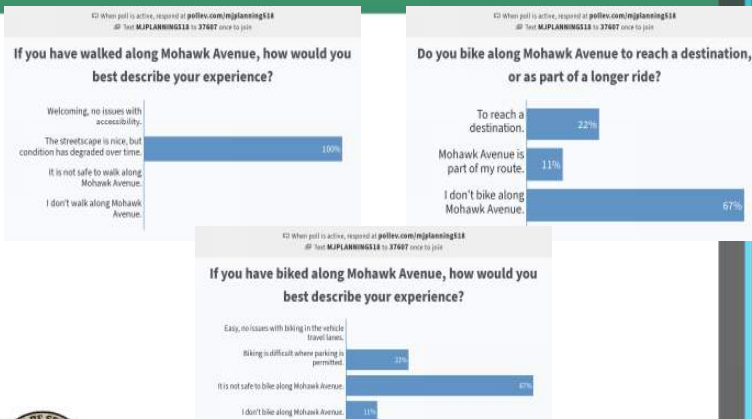 When poll is active, respond at pollev.com/mjplanning518
Text MJPLANNING518 to 37607 once to join
If you have walked along Mohawk Avenue, how would you
best describe your experience?
Welcoming, no issues with
accessibility.
The streetscape is nice, but
condition has degraded over time.
100%
It is not safe to walk along
Mohawk Avenue.
I don't walk along Mohawk
Avenue.
When poll is active, respond at pollev.com/mjplanning518
Text MJPLANNING518 to 37607 once to join
Do you bike along Mohawk Avenue to reach a destination,
or as part of a longer ride?
To reach a
destination.
22%
Mohawk Avenue is
part of my route.
11%
I don't bike along
Mohawk Avenue.
67%
When poll is active, respond at pollev.com/mjplanning518
Text MJPLANNING518 to 37607 once to join
If you have biked along Mohawk Avenue, how would you
best describe your experience?
Easy, no issues with biking in the vehicle
travel lanes.
Biking is difficult where parking is
permitted.
22%
It is not safe to bike along Mohawk Avenue.
67%
I don't bike along Mohawk Avenue.
11%